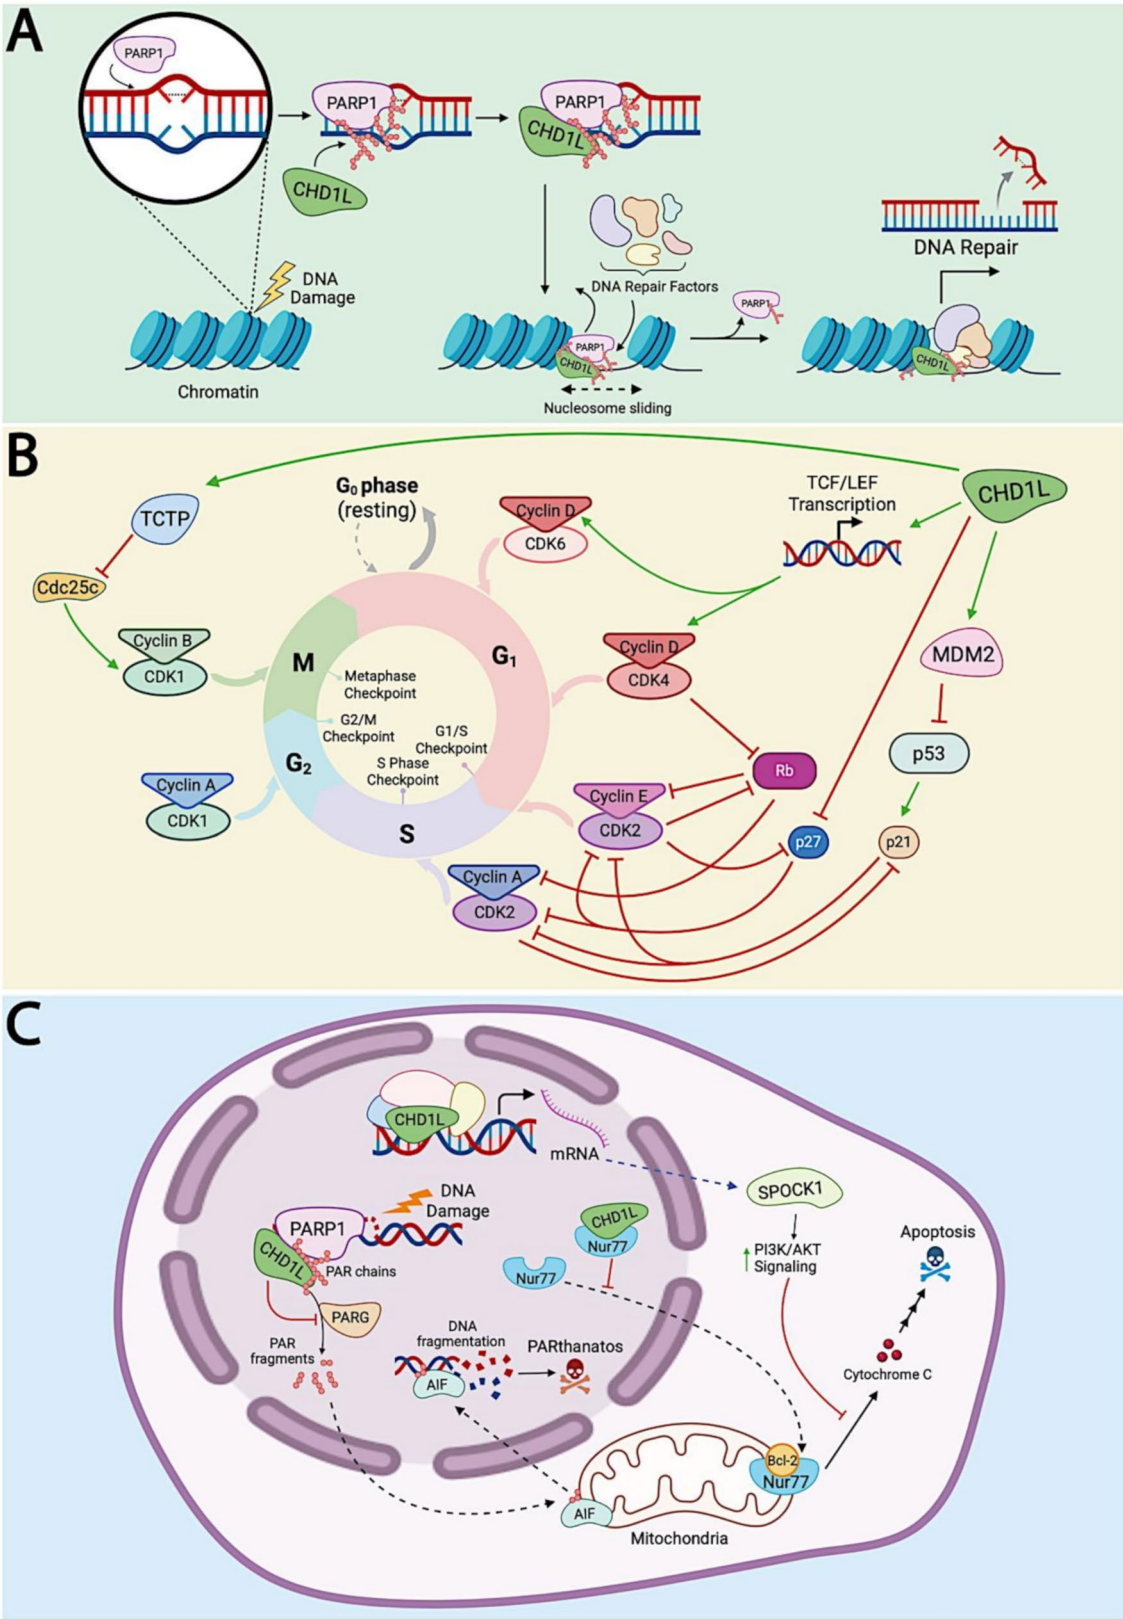 A
PARP1
PARP1
CHD1L
PARP1
CHD1L
DNA
Damage
Chromatin
DNA Repair Factors
PARP1
CHD1L
Nucleosome sliding
PARP1
DNA Repair
CHD1L
B
G₀ phase
(resting)
TCTP
Cdc25c
Cyclin B
CDK1
Cyclin A
CDK1
Cyclin D
CDK6
TCF/LEF
Transcription
CHD1L
Cyclin D
CDK4
MDM2
M
G₁
G₂
S
Metaphase
Checkpoint
G2/M
Checkpoint
G1/S
Checkpoint
S Phase
Checkpoint
Rb
p53
Cyclin E
CDK2
p27
p21
Cyclin A
CDK2
C
CHD1L
mRNA
SPOCK1
DNA
Damage
PARP1
CHD1L
PAR chains
PARG
PAR
fragments
CHD1L
Nur77
Nur77
PI3K/AKT
Signaling
Apoptosis
DNA
fragmentation
AIF
PARthanatos
Cytochrome C
Bcl-2
Nur77
AIF
Mitochondria